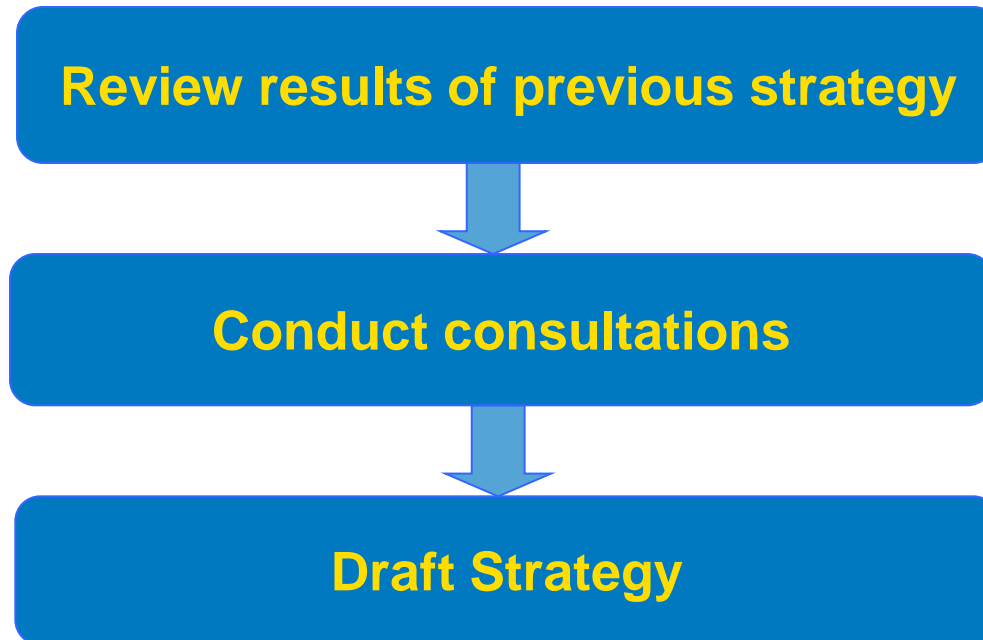 Review results of previous strategy
Conduct consultations
Draft Strategy